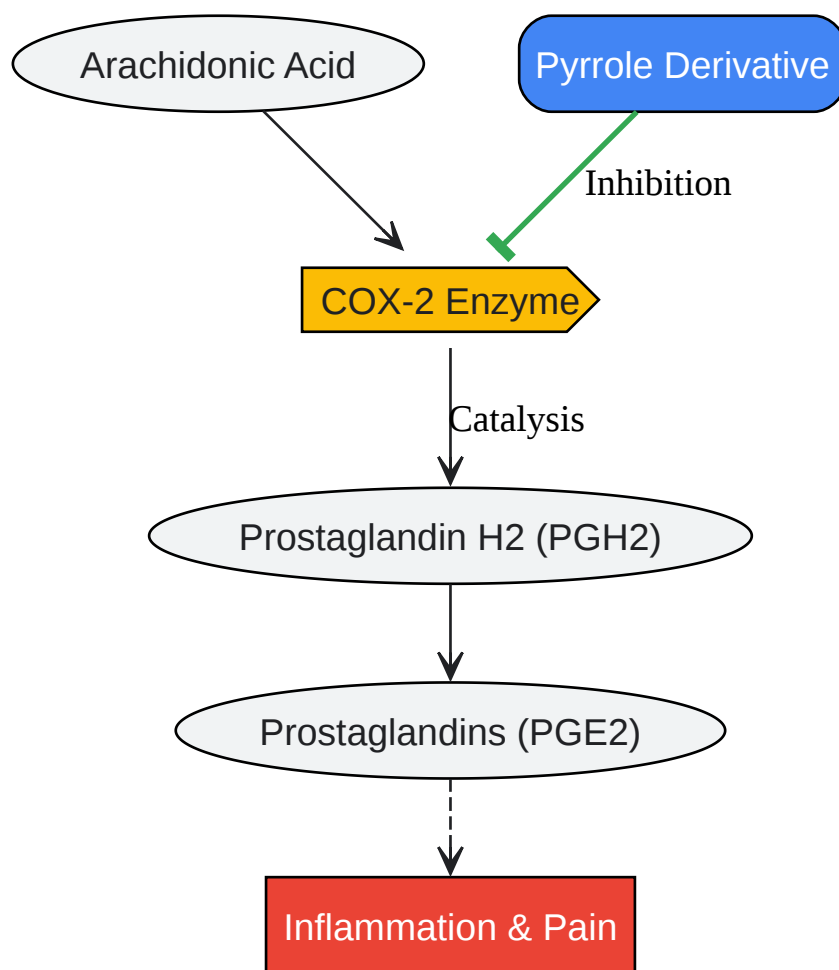 Arachidonic Acid
Pyrrole Derivative
Inhibition
COX-2 Enzyme
Catalysis
Prostaglandin H2 (PGH2)
Prostaglandins (PGE2)
Inflammation & Pain